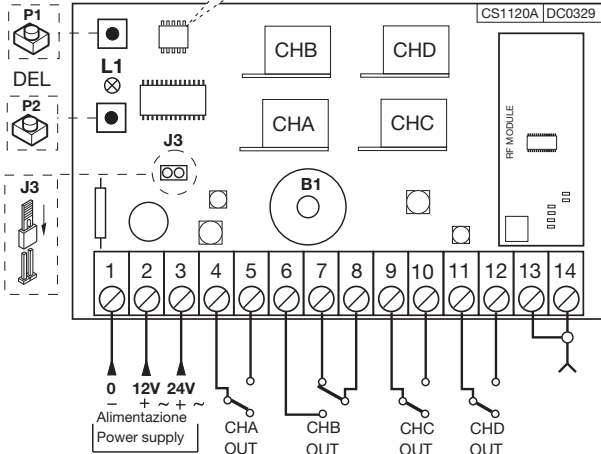 P1
CS1120A DC0329
CHB CHD
L1
DEL
P2
CHA CHC
RF MODULE
J3
J3
B1
1 2 3 4 5 6 7 8 9 10 11 12 13 14
0 12V 24V
– + ~ + ~
Alimentazione
Power supply
CHA CHB CHC CHD
OUT OUT OUT OUT